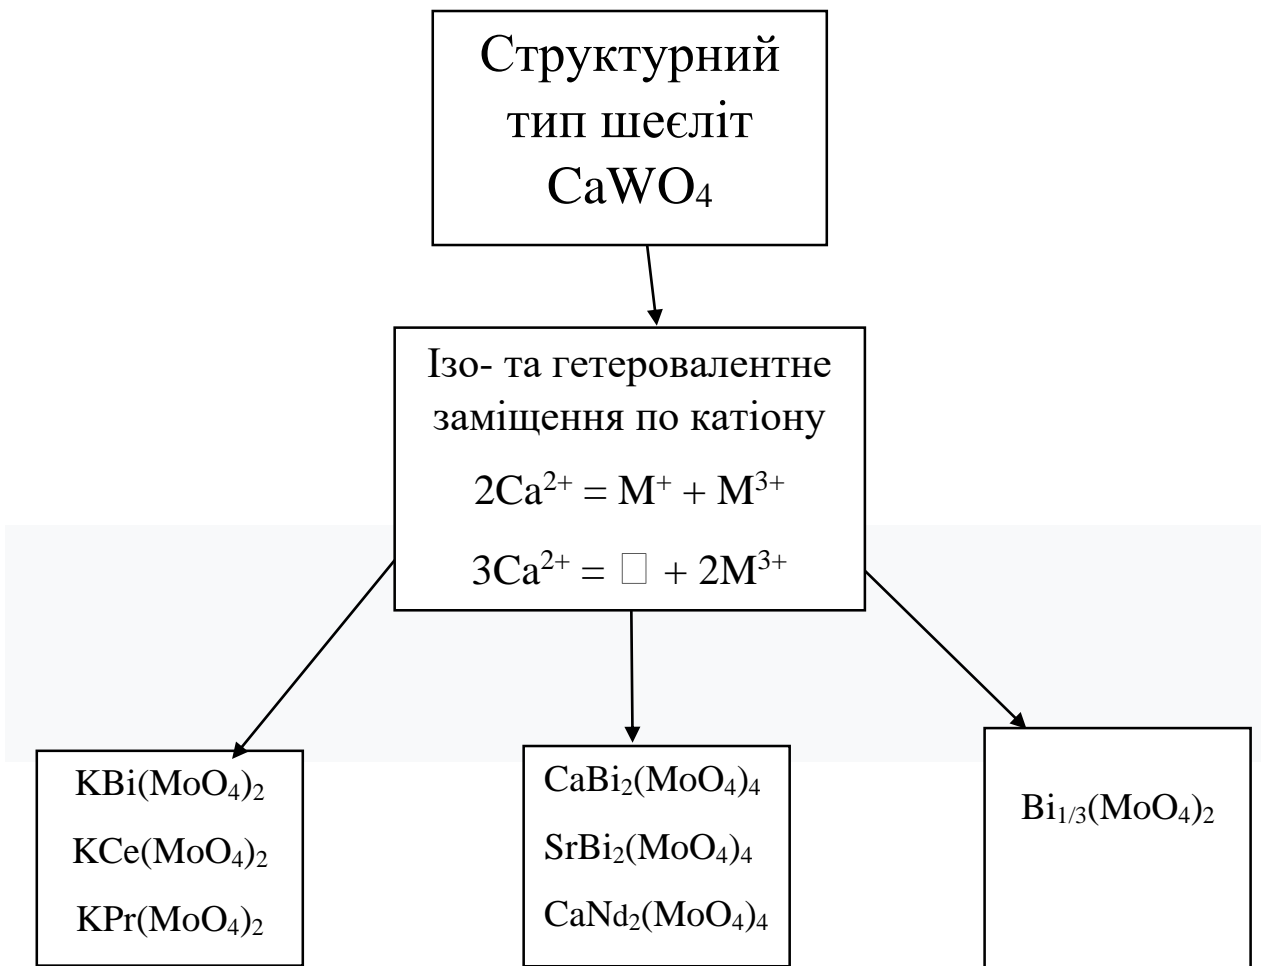 Структурний
тип шеєліт
CaWO₄
Ізо- та гетеровалентне
заміщення по катіону
2Ca²⁺ = M⁺ + M³⁺
3Ca²⁺ = □ + 2M³⁺
KBi(MoO₄)₂
KCe(MoO₄)₂
KPr(MoO₄)₂
CaBi₂(MoO₄)₄
SrBi₂(MoO₄)₄
CaNd₂(MoO₄)₄
Bi₁/₃(MoO₄)₂